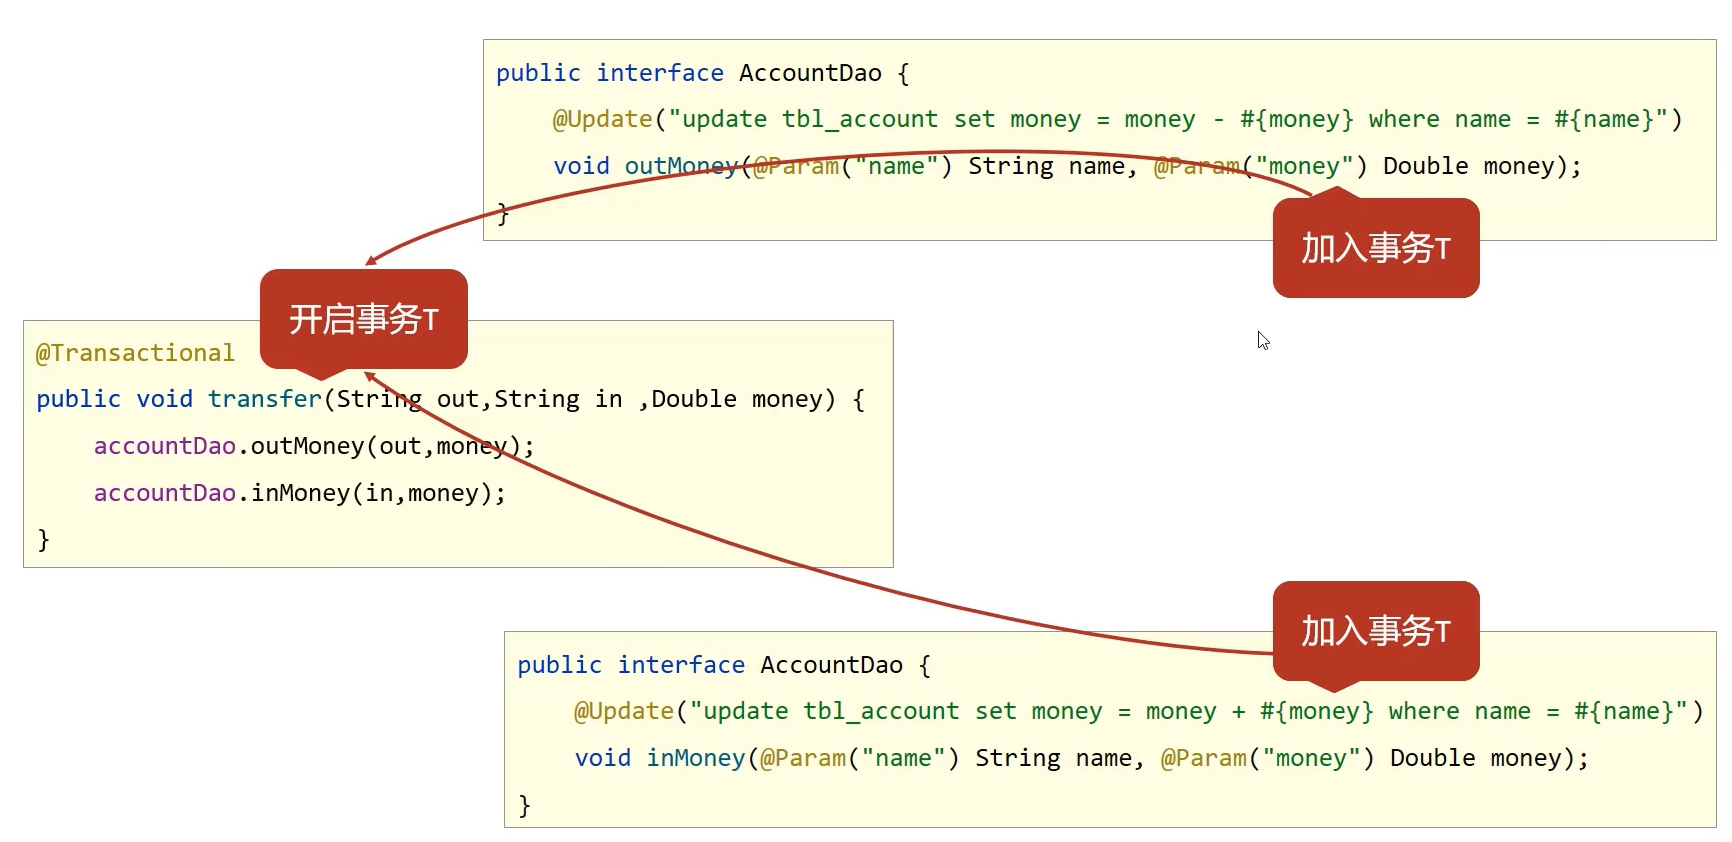 public interface AccountDao {
@Update("update tbl_account set money = money - #{money} where name = #{name}")
void outMoney(@Param("name") String name, @Param("money") Double money);
}
加入事务T
开启事务T
@Transactional
public void transfer(String out,String in ,Double money) {
accountDao.outMoney(out,money);
accountDao.inMoney(in,money);
}
加入事务T
public interface AccountDao {
@Update("update tbl_account set money = money + #{money} where name = #{name}")
void inMoney(@Param("name") String name, @Param("money") Double money);
}